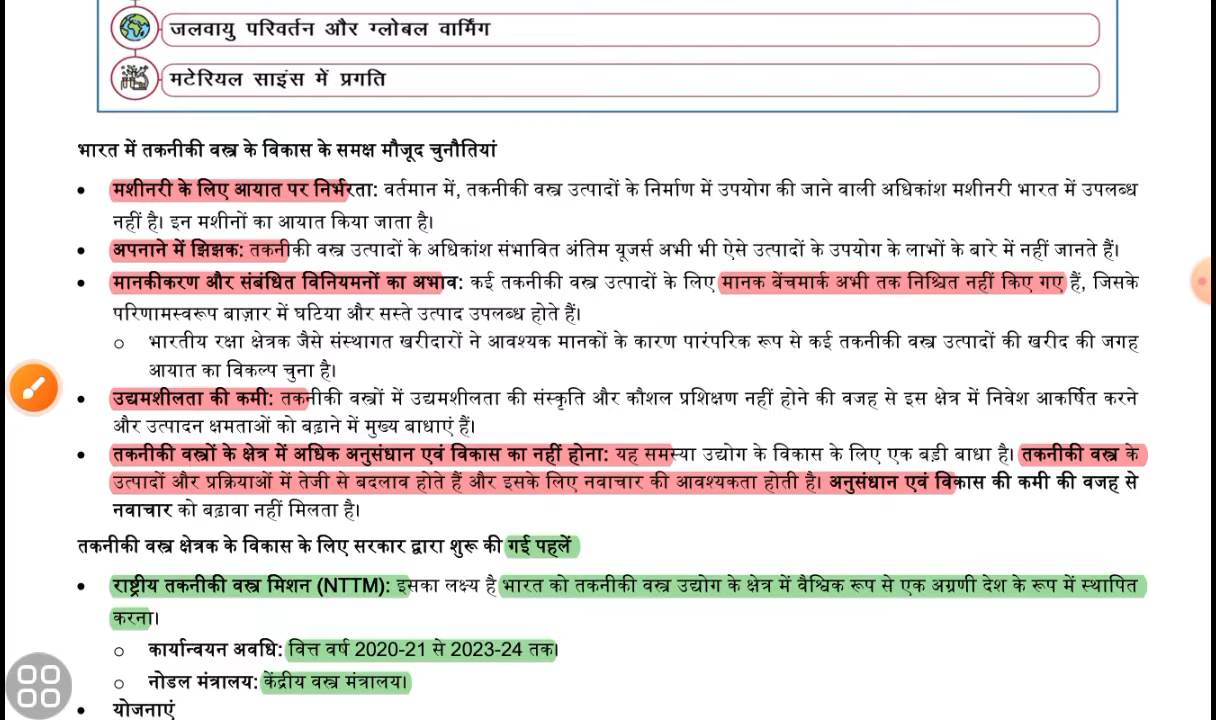 जलवायु परिवर्तन और ग्लोबल वार्मिंग
मटेरियल साइंस में प्रगति
भारत में तकनीकी वस्त्र के विकास के समक्ष मौजूद चुनौतियां
• मशीनरी के लिए आयात पर निर्भरता: वर्तमान में, तकनीकी वस्त्र उत्पादों के निर्माण में उपयोग की जाने वाली अधिकांश मशीनरी भारत में उपलब्ध
नहीं है। इन मशीनों का आयात किया जाता है।
• अपनाने में झिझक: तकनीकी वस्त्र उत्पादों के अधिकांश संभावित अंतिम यूजर्स अभी भी ऐसे उत्पादों के उपयोग के लाभों के बारे में नहीं जानते हैं।
• मानकीकरण और संबंधित विनियमनों का अभाव: कई तकनीकी वस्त्र उत्पादों के लिए मानक बेंचमार्क अभी तक निश्चित नहीं किए गए हैं, जिसके
परिणामस्वरूप बाज़ार में घटिया और सस्ते उत्पाद उपलब्ध होते हैं।
o भारतीय रक्षा क्षेत्रक जैसे संस्थागत खरीदारों ने आवश्यक मानकों के कारण पारंपरिक रूप से कई तकनीकी वस्त्र उत्पादों की खरीद की जगह
आयात का विकल्प चुना है।
• उद्यमशीलता की कमी: तकनीकी वस्त्रों में उद्यमशीलता की संस्कृति और कौशल प्रशिक्षण नहीं होने की वजह से इस क्षेत्र में निवेश आकर्षित करने
और उत्पादन क्षमताओं को बढ़ाने में मुख्य बाधाएं हैं।
• तकनीकी वस्त्रों के क्षेत्र में अधिक अनुसंधान एवं विकास का नहीं होना: यह समस्या उद्योग के विकास के लिए एक बड़ी बाधा है। तकनीकी वस्त्र के
उत्पादों और प्रक्रियाओं में तेजी से बदलाव होते हैं और इसके लिए नवाचार की आवश्यकता होती है। अनुसंधान एवं विकास की कमी की वजह से
नवाचार को बढ़ावा नहीं मिलता है।
तकनीकी वस्त्र क्षेत्रक के विकास के लिए सरकार द्वारा शुरू की गई पहलें
• राष्ट्रीय तकनीकी वस्त्र मिशन (NTTM): इसका लक्ष्य है भारत को तकनीकी वस्त्र उद्योग के क्षेत्र में वैश्विक रूप से एक अग्रणी देश के रूप में स्थापित
करना।
o कार्यान्वयन अवधि: वित्त वर्ष 2020-21 से 2023-24 तक।
o नोडल मंत्रालय: केंद्रीय वस्त्र मंत्रालय।
• योजनाएं